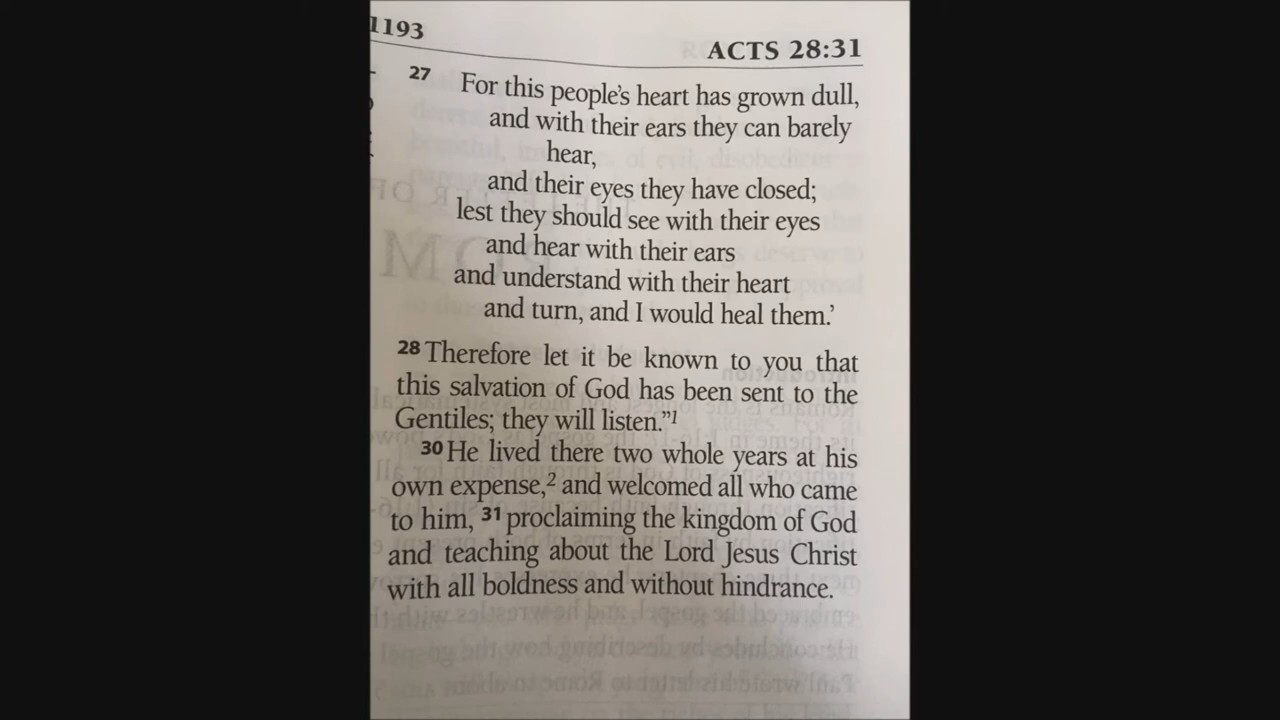 1193 ACTS 28:31
27 For this people's heart has grown dull,
and with their ears they can barely
hear,
and their eyes they have closed;
lest they should see with their eyes
and hear with their ears
and understand with their heart
and turn, and I would heal them.’
28 Therefore let it be known to you that
this salvation of God has been sent to the
Gentiles; they will listen.”1
30 He lived there two whole years at his
own expense,2 and welcomed all who came
to him, 31 proclaiming the kingdom of God
and teaching about the Lord Jesus Christ
with all boldness and without hindrance.